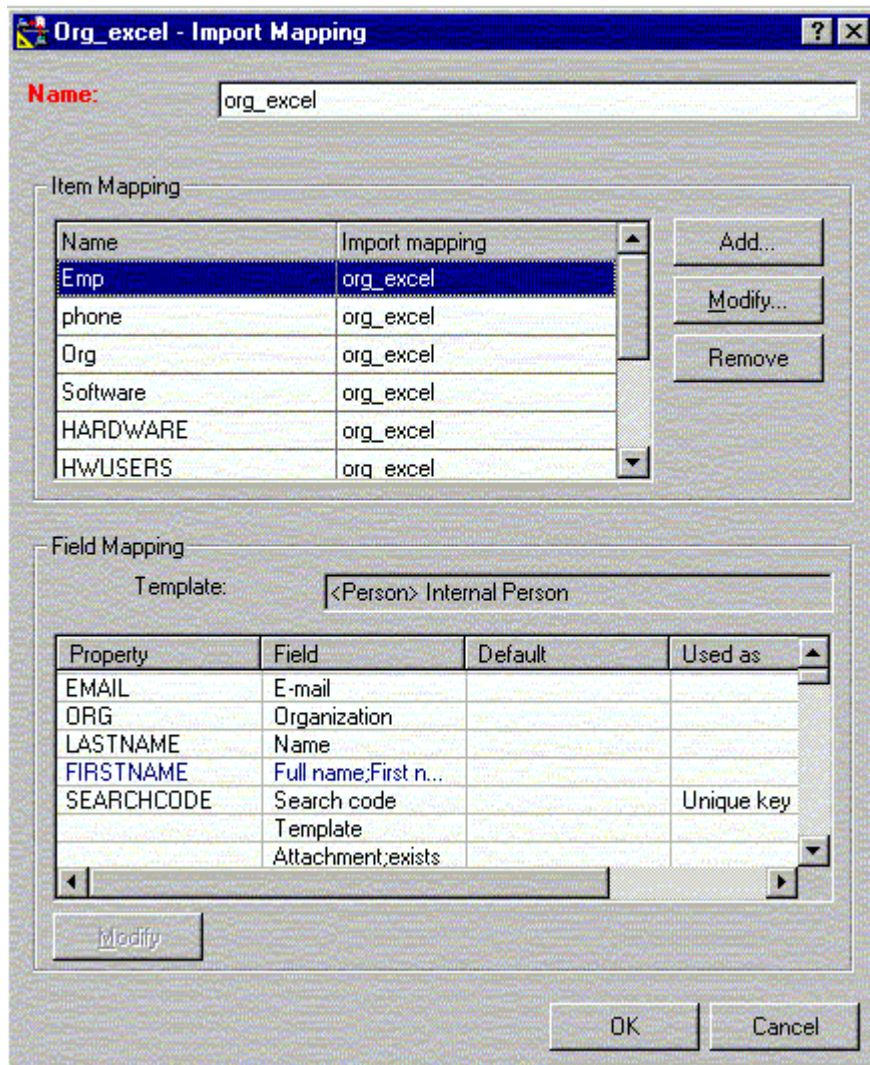 Org_excel - Import Mapping
Name: org_excel
Item Mapping
Name Import mapping
Emp org_excel
phone org_excel
Org org_excel
Software org_excel
HARDWARE org_excel
HWUSERS org_excel
Add...
Modify...
Remove
Field Mapping
Template: <Person> Internal Person
Property Field Default Used as
EMAIL E-mail
ORG Organization
LASTNAME Name
FIRSTNAME Full name;First n...
SEARCHCODE Search code Unique key
Template
Attachment;exists
Modify
OK Cancel